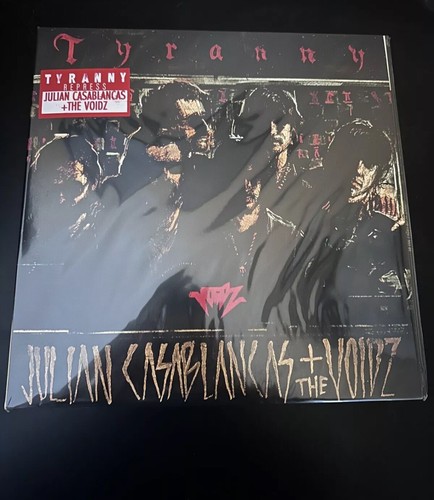 Tyranny
TYRANNY
REPRESS
JULIAN CASABLANCAS
+THE VOIDZ
VOIDZ
JULIAN CASABLANCAS + THE VOIDZ